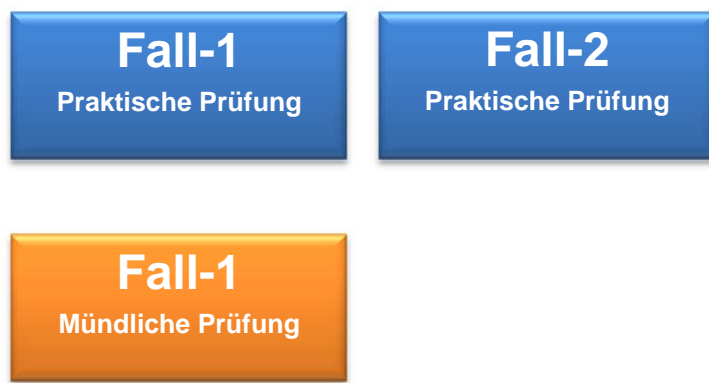 Fall-1
Praktische Prüfung
Fall-2
Praktische Prüfung
Fall-1
Mündliche Prüfung